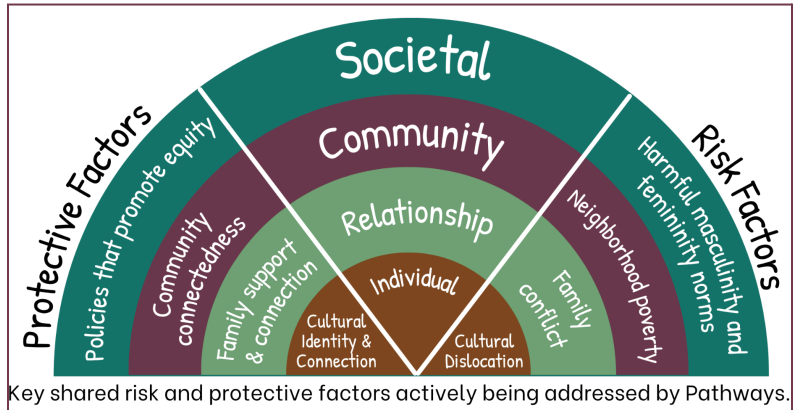 Societal
Community
Relationship
Individual
Protective Factors
Policies that promote equity
Community
connectedness
Family support
& connection
Cultural
Identity &
Connection
Risk Factors
Harmful masculinity and
femininity norms
Neighborhood poverty
Family
conflict
Cultural
Dislocation
Key shared risk and protective factors actively being addressed by Pathways.